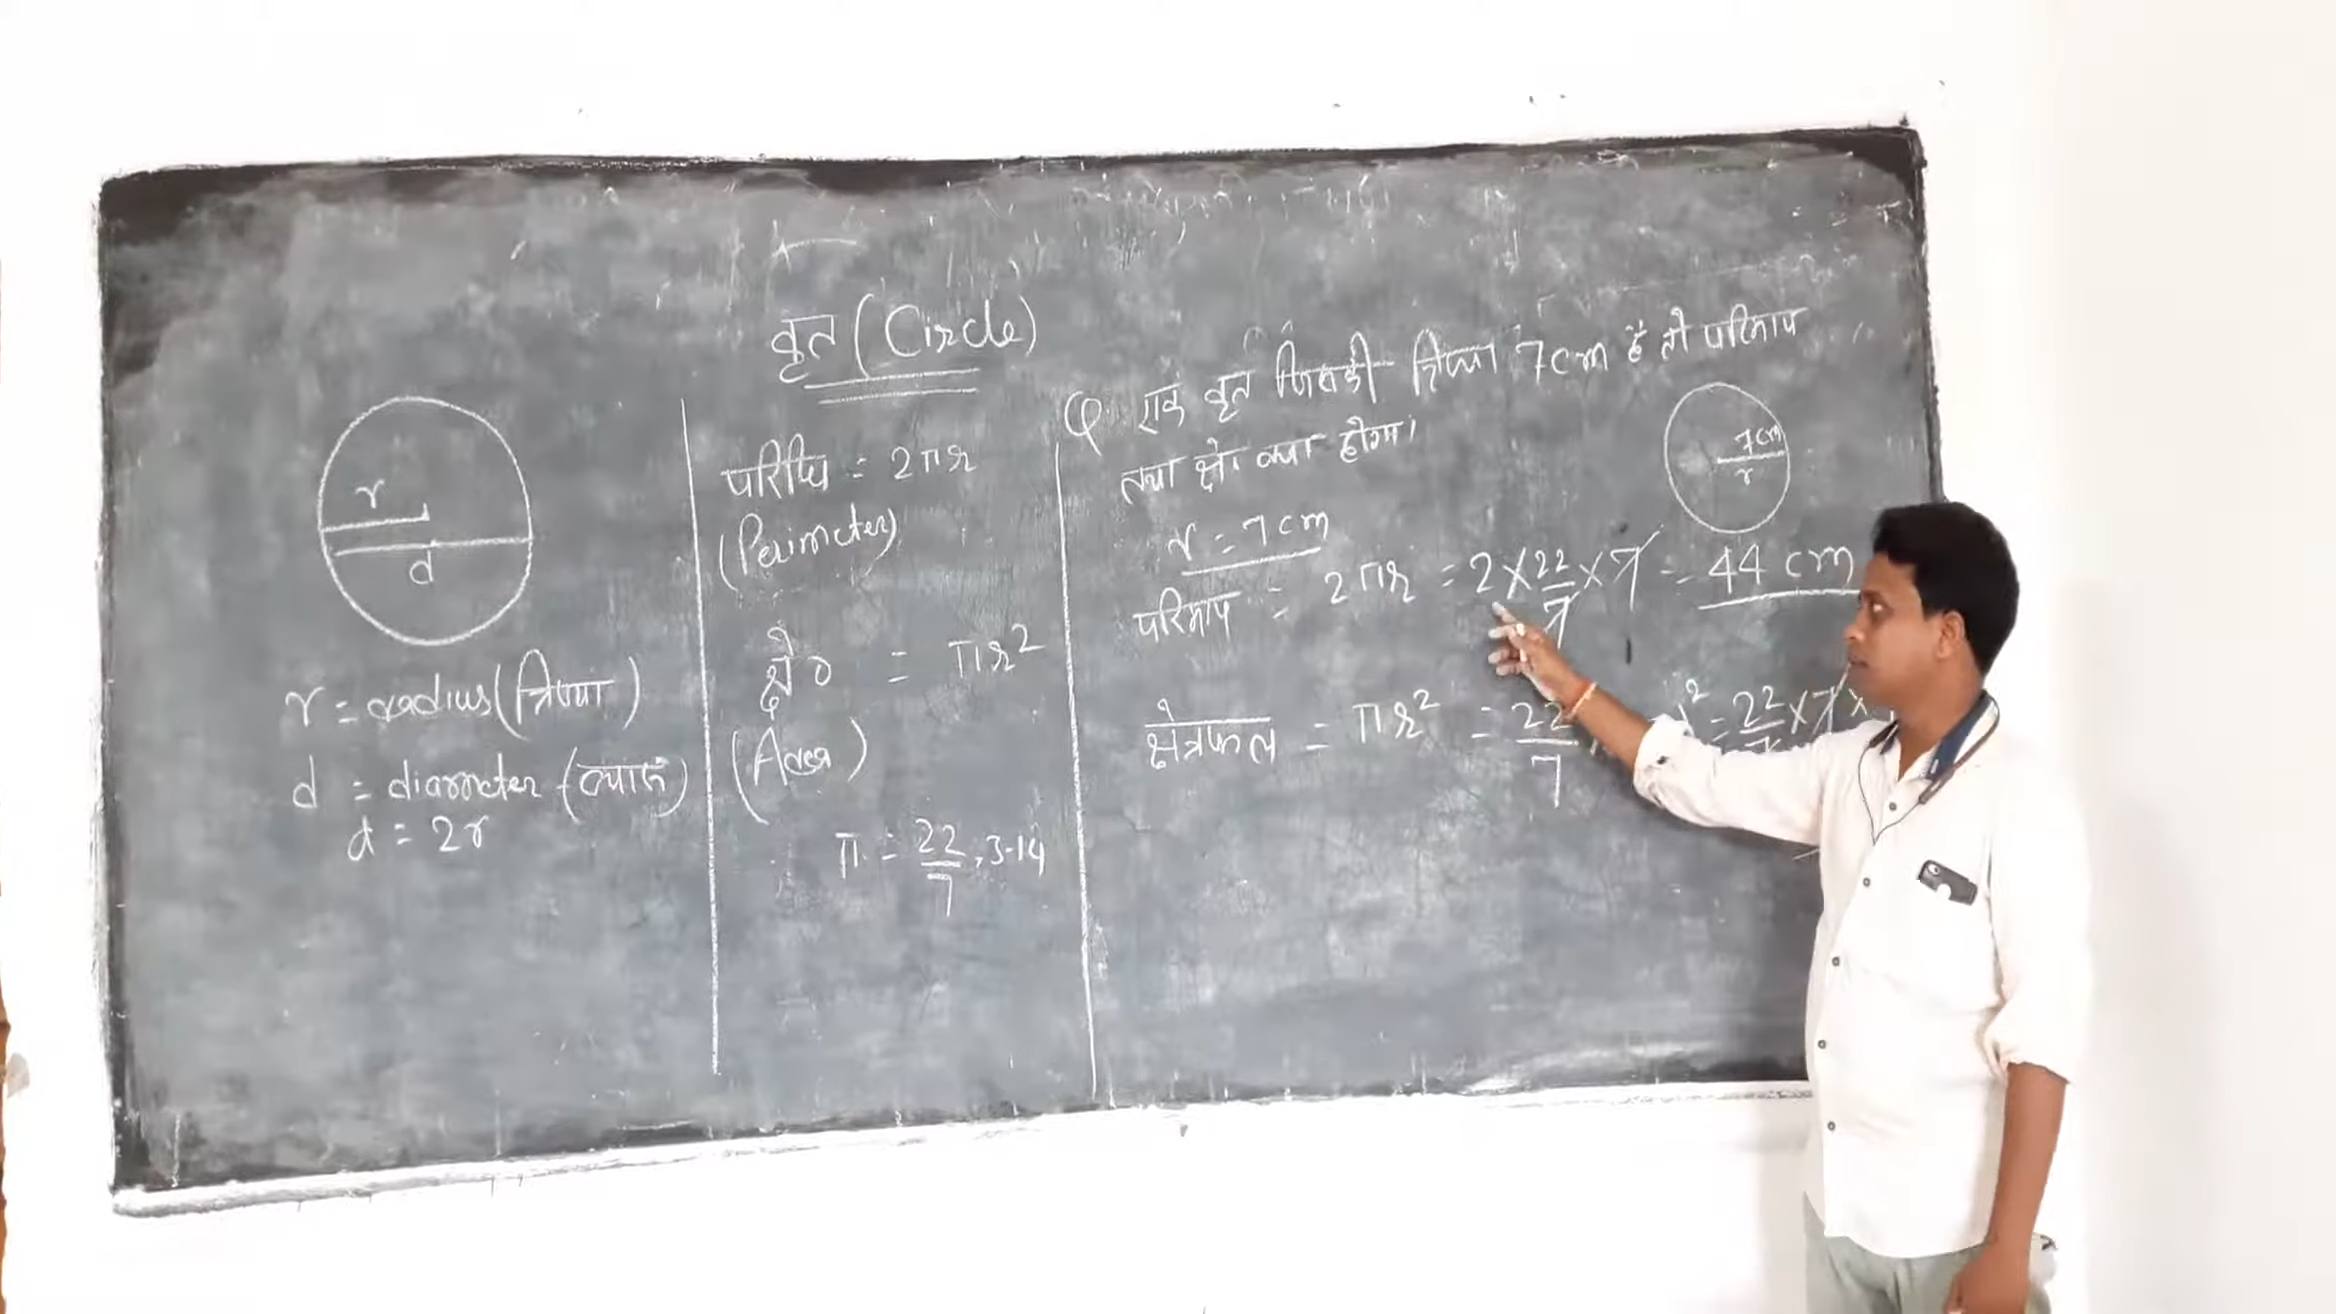 वृत (Circle)
r
d
r = radius (त्रिज्या)
d = diameter (व्यास)
d = 2r
परिधि = 2πr
(Perimeter)
क्षे० = πr²
(Area)
π = 22/7, 3.14
Q. एक वृत जिसकी त्रिज्या 7cm है तो परिमाप
तथा क्षे० क्या होगा।
7cm
r
r = 7cm
परिमाप = 2πr = 2 × 22/7 × 7 = 44 cm
क्षेत्रफल = πr² = 22/7 ² = 22/7 × 7 ×